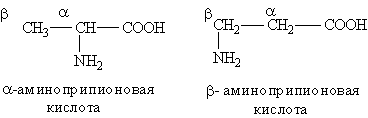 β α
CH₃—CH—COOH
NH₂
α-аминоприпионовая
кислота
β α
CH₂—CH₂—COOH
NH₂
β- аминоприпионовая
кислота